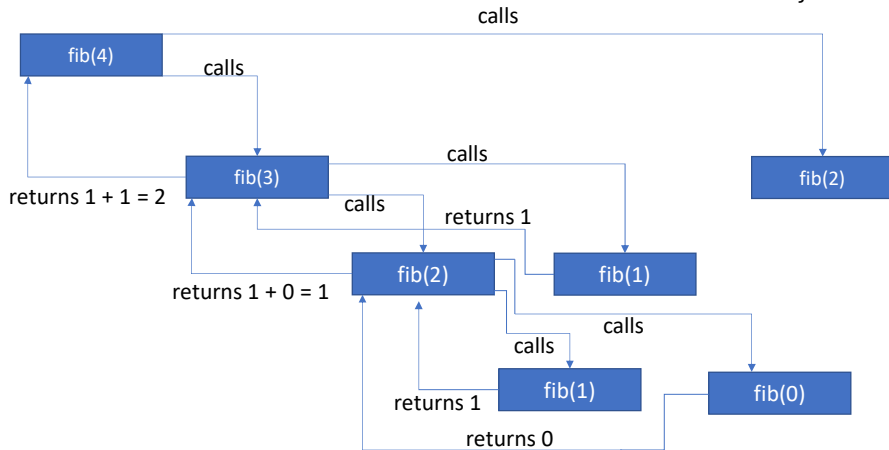 calls
fib(4)
calls
calls
fib(3)
fib(2)
returns 1 + 1 = 2
calls
returns 1
fib(2)
fib(1)
returns 1 + 0 = 1
calls
calls
fib(1)
fib(0)
returns 1
returns 0